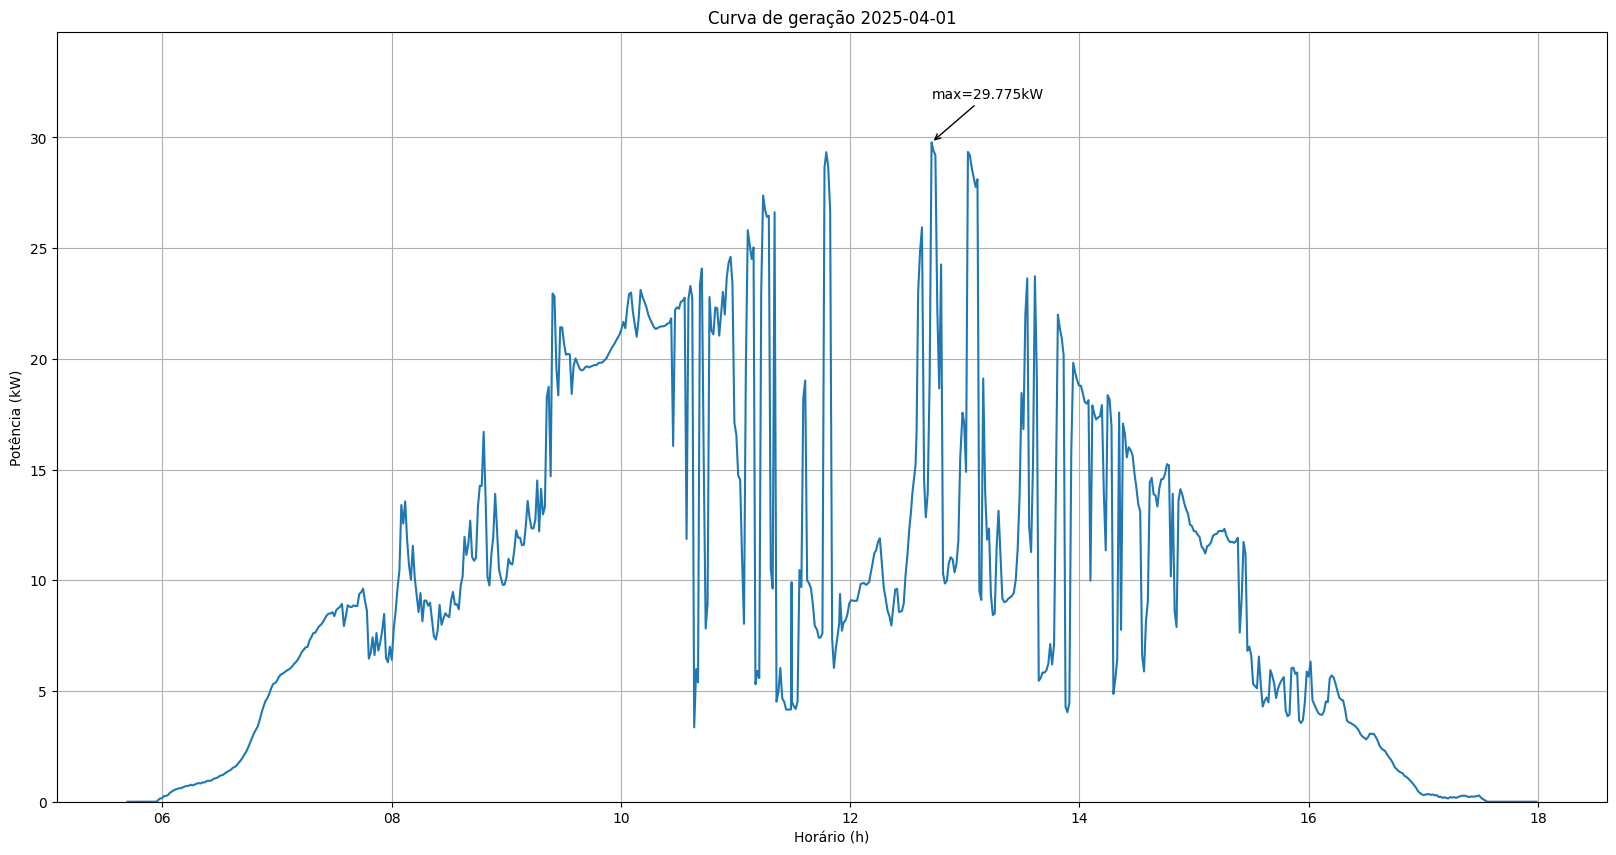 Curva de geração 2025-04-01
max=29.775kW
Potência (kW)
30
25
20
15
10
5
0
06 08 10 12 14 16 18
Horário (h)